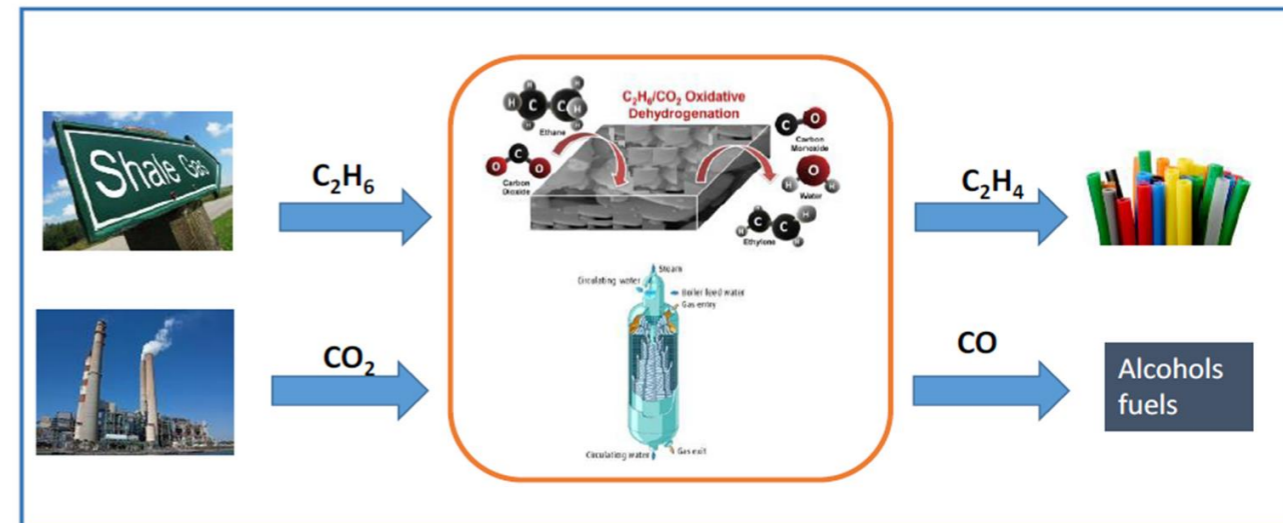 Shale Gas
C₂H₆
C₂H₆/CO₂ Oxidative
Dehydrogenation
H
C
C
H
H
H
Ethane
O
C
O
Carbon
Dioxide
C
O
Carbon
Monoxide
O
H
H
Water
H
C
C
H
H
H
Ethylene
C₂H₄
CO₂
Steam
Circulating water
Boiler feed water
Gas entry
Circulating water
Gas exit
CO
Alcohols
fuels